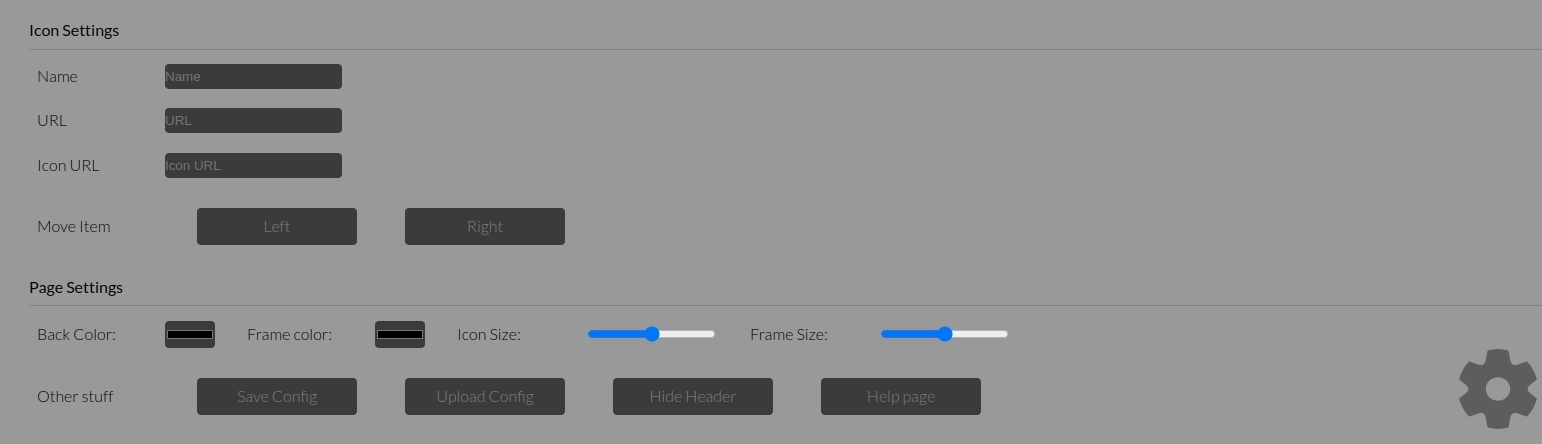 Icon Settings
Name Name
URL URL
Icon URL Icon URL
Move Item Left Right
Page Settings
Back Color: Frame color: Icon Size: Frame Size:
Other stuff Save Config Upload Config Hide Header Help page